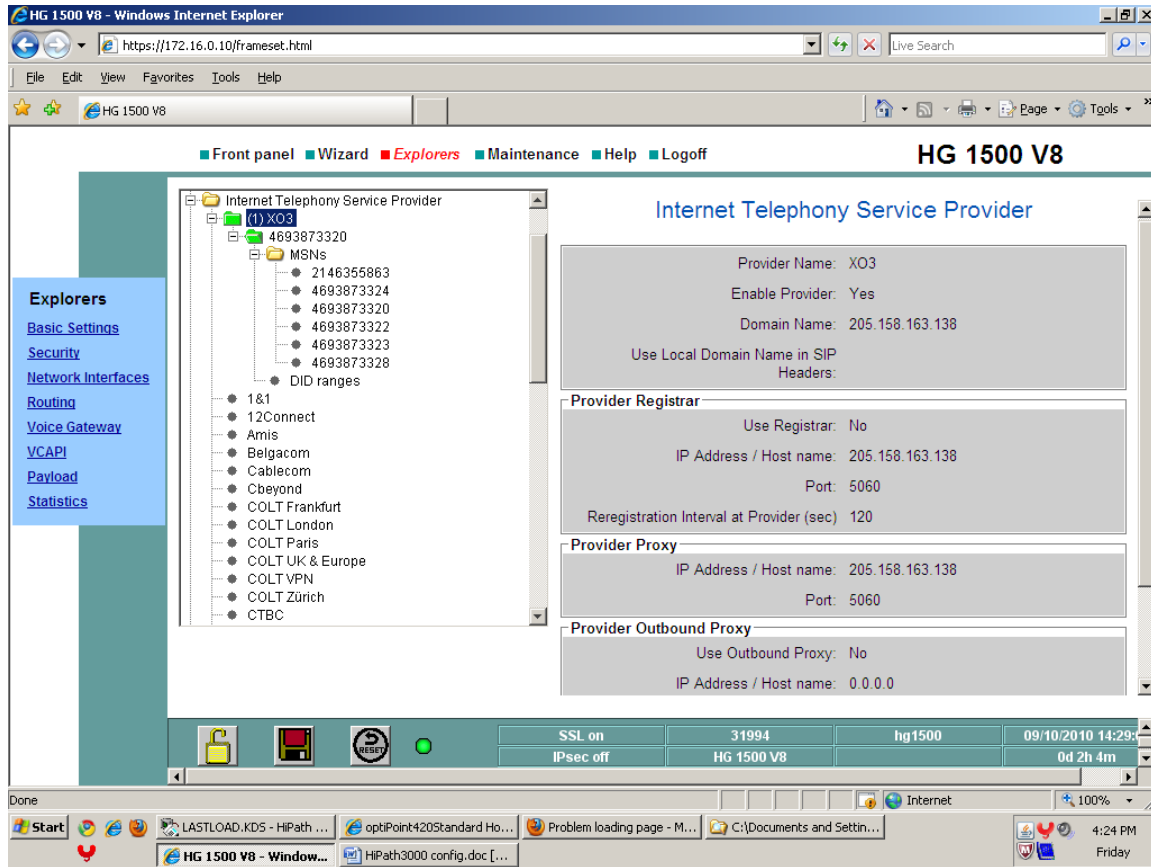 HG 1500 V8 - Windows Internet Explorer
https://172.16.0.10/frameset.html
Live Search
File Edit View Favorites Tools Help
HG 1500 V8
Page Tools »
Front panel Wizard Explorers Maintenance Help Logoff
HG 1500 V8
Explorers
Basic Settings
Security
Network Interfaces
Routing
Voice Gateway
VCAPI
Payload
Statistics
Internet Telephony Service Provider
(1) XO3
4693873320
MSNs
2146355863
4693873324
4693873320
4693873322
4693873323
4693873328
DID ranges
1&1
12Connect
Amis
Belgacom
Cablecom
Cbeyond
COLT Frankfurt
COLT London
COLT Paris
COLT UK & Europe
COLT VPN
COLT Zürich
CTBC
Internet Telephony Service Provider
Provider Name: XO3
Enable Provider: Yes
Domain Name: 205.158.163.138
Use Local Domain Name in SIP
Headers:
Provider Registrar
Use Registrar: No
IP Address / Host name: 205.158.163.138
Port: 5060
Reregistration Interval at Provider (sec) 120
Provider Proxy
IP Address / Host name: 205.158.163.138
Port: 5060
Provider Outbound Proxy
Use Outbound Proxy: No
IP Address / Host name: 0.0.0.0
RESET
SSL on 31994 hg1500 09/10/2010 14:29:
IPsec off HG 1500 V8 0d 2h 4m
Done
Internet
100%
Start
LASTLOAD.KDS - HiPath ...
optiPoint420Standard Ho...
Problem loading page - M...
C:\Documents and Settin...
4:24 PM
HG 1500 V8 - Window...
HiPath3000 config.doc [...
Friday